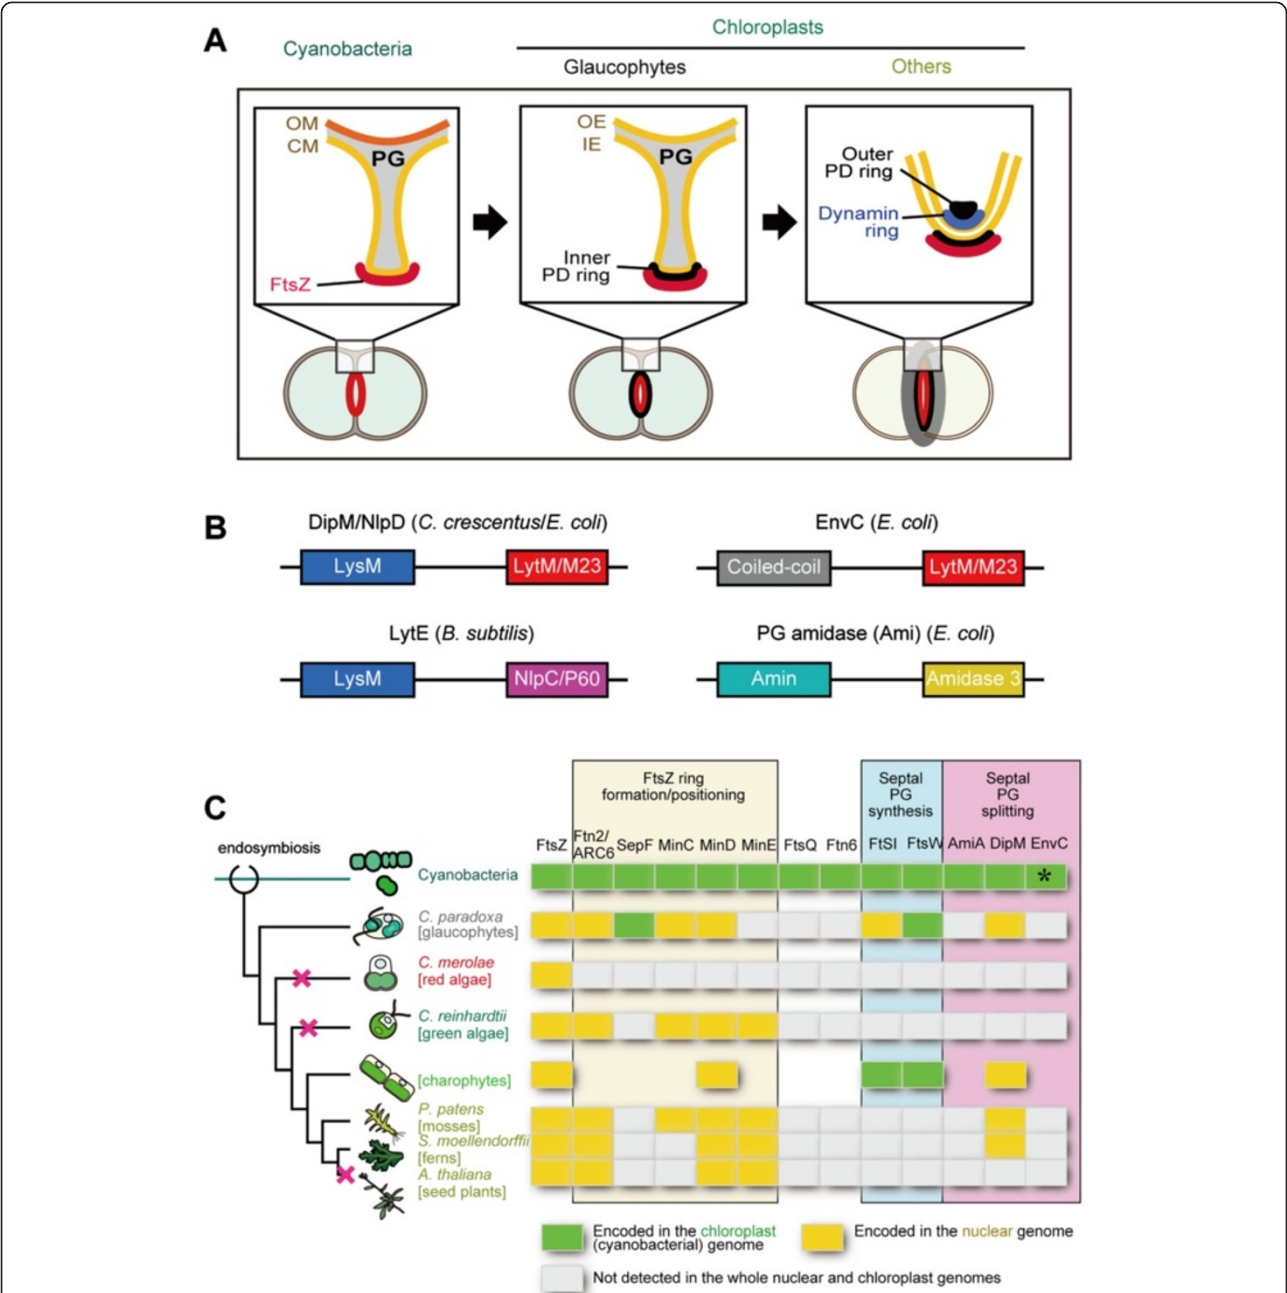 A
Cyanobacteria
Chloroplasts
Glaucophytes
Others
OM
CM
PG
FtsZ
OE
IE
PG
Inner
PD ring
Outer
PD ring
Dynamin
ring
B
DipM/NlpD (C. crescentus/E. coli)
LysM
LytM/M23
EnvC (E. coli)
Coiled-coil
LytM/M23
LytE (B. subtilis)
LysM
NlpC/P60
PG amidase (Ami) (E. coli)
Amin
Amidase 3
C
FtsZ ring
formation/positioning
Septal
PG
synthesis
Septal
PG
splitting
FtsZ Ftn2/ARC6 SepF MinC MinD MinE FtsQ Ftn6 FtSI FtsW AmiA DipM EnvC
endosymbiosis
Cyanobacteria
*
C. paradoxa
[glaucophytes]
C. merolae
[red algae]
C. reinhardtii
[green algae]
[charophytes]
P. patens
[mosses]
S. moellendorffii
[ferns]
A. thaliana
[seed plants]
Encoded in the chloroplast
(cyanobacterial) genome
Encoded in the nuclear genome
Not detected in the whole nuclear and chloroplast genomes